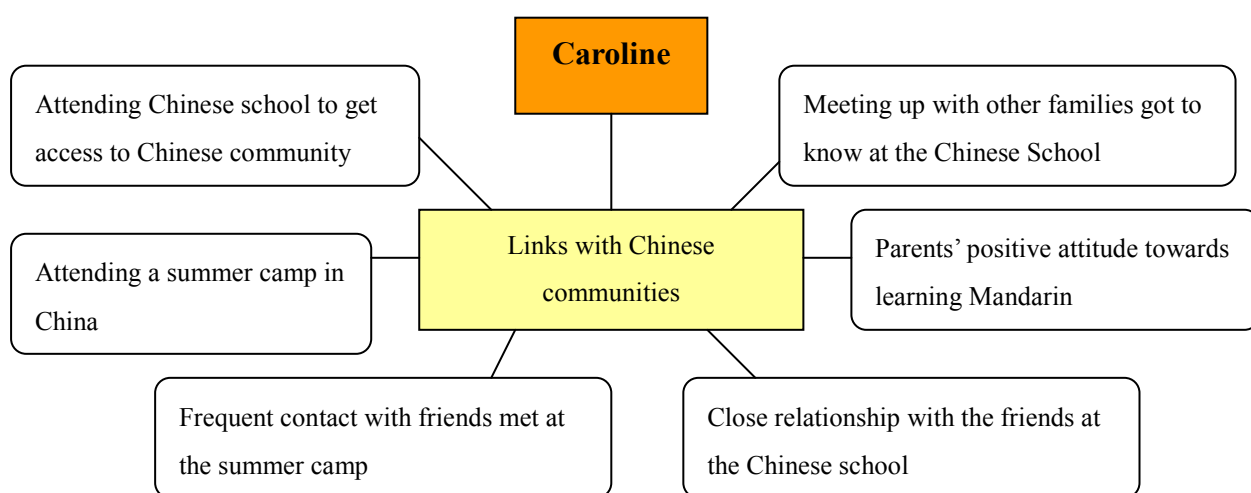 Caroline
Attending Chinese school to get
access to Chinese community
Meeting up with other families got to
know at the Chinese School
Links with Chinese
communities
Attending a summer camp in
China
Parents’ positive attitude towards
learning Mandarin
Frequent contact with friends met at
the summer camp
Close relationship with the friends at
the Chinese school